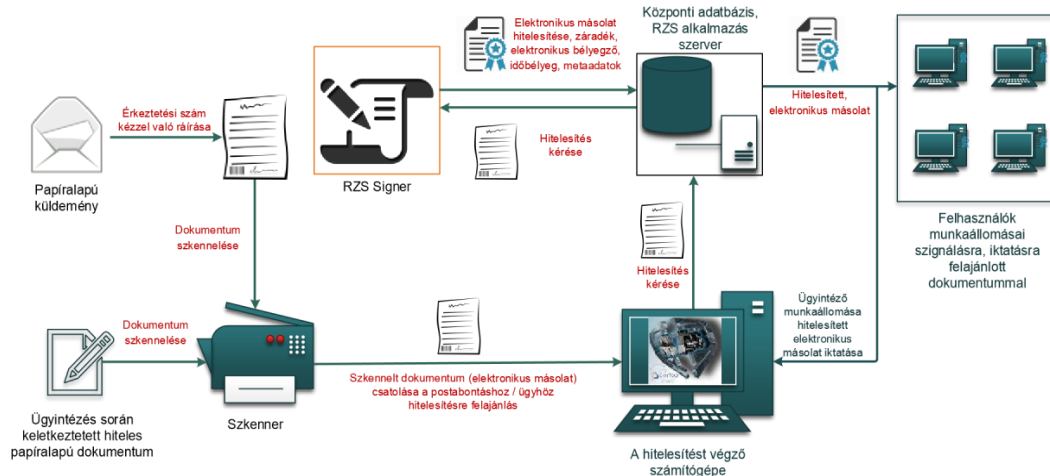 Elektronikus másolat
hitelesítése, záradék,
elektronikus bélyegző,
időbélyeg, metaadatok
Központi adatbázis,
RZS alkalmazás
szerver
Érkeztetési szám
kézzel való ráírása
Hitelesítés
kérése
Hitelesített,
elektronikus másolat
Papíralapú
küldemény
RZS Signer
Felhasználók
munkaállomásai
szignálásra, iktatásra
felajánlott
dokumentummal
Dokumentum
szkennelése
Hitelesítés
kérése
Ügyintéző
munkaállomása
hitelesített
elektronikus
másolat iktatása
Dokumentum
szkennelése
Szkennelt dokumentum (elektronikus másolat)
csatolása a postabontáshoz / ügyhöz
hitelesítésre felajánlás
Ügyintézés során
keletkeztetett hiteles
papíralapú dokumentum
Szkenner
A hitelesítést végző
számítógépe